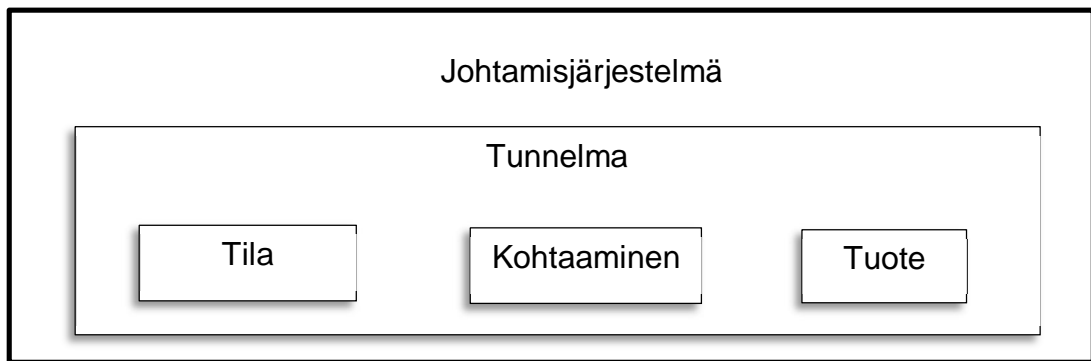 Johtamisjärjestelmä
Tunnelma
Tila
Kohtaaminen
Tuote